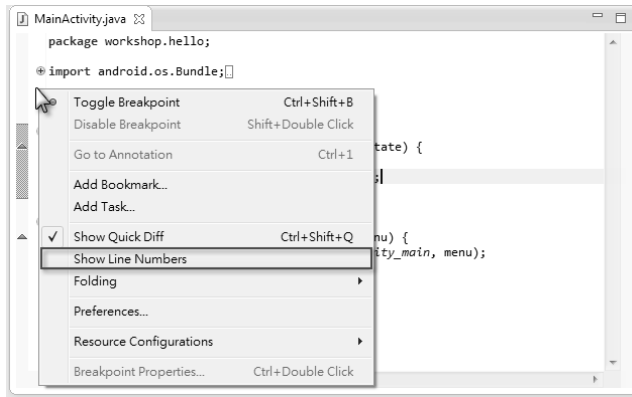 MainActivity.java
package workshop.hello;
import android.os.Bundle;
Toggle Breakpoint Ctrl+Shift+B
Disable Breakpoint Shift+Double Click
tate) {
Go to Annotation Ctrl+1
;
Add Bookmark...
Add Task...
Show Quick Diff Ctrl+Shift+Q
nu) {
Show Line Numbers
ity_main, menu);
Folding
Preferences...
Resource Configurations
Breakpoint Properties... Ctrl+Double Click